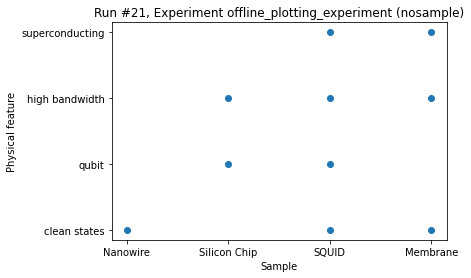 Run #21, Experiment offline_plotting_experiment (nosample)
superconducting
high bandwidth
qubit
clean states
Physical feature
Nanowire
Silicon Chip
SQUID
Membrane
Sample